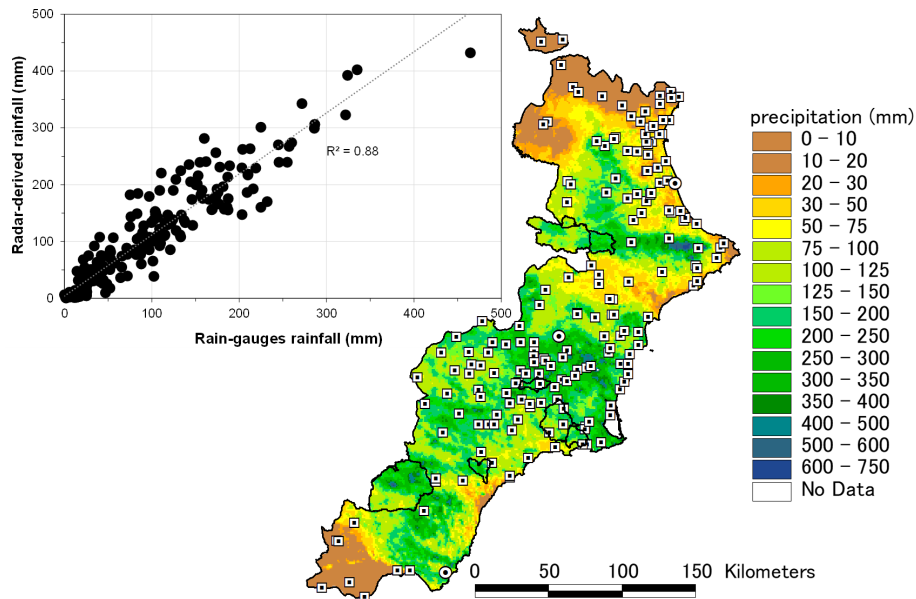 500
400
300
200
100
0
Radar-derived rainfall (mm)
R² = 0.88
0 100 200 300 400 500
Rain-gauges rainfall (mm)
precipitation (mm)
0 - 10
10 - 20
20 - 30
30 - 50
50 - 75
75 - 100
100 - 125
125 - 150
150 - 200
200 - 250
250 - 300
300 - 350
350 - 400
400 - 500
500 - 600
600 - 750
No Data
0 50 100 150 Kilometers